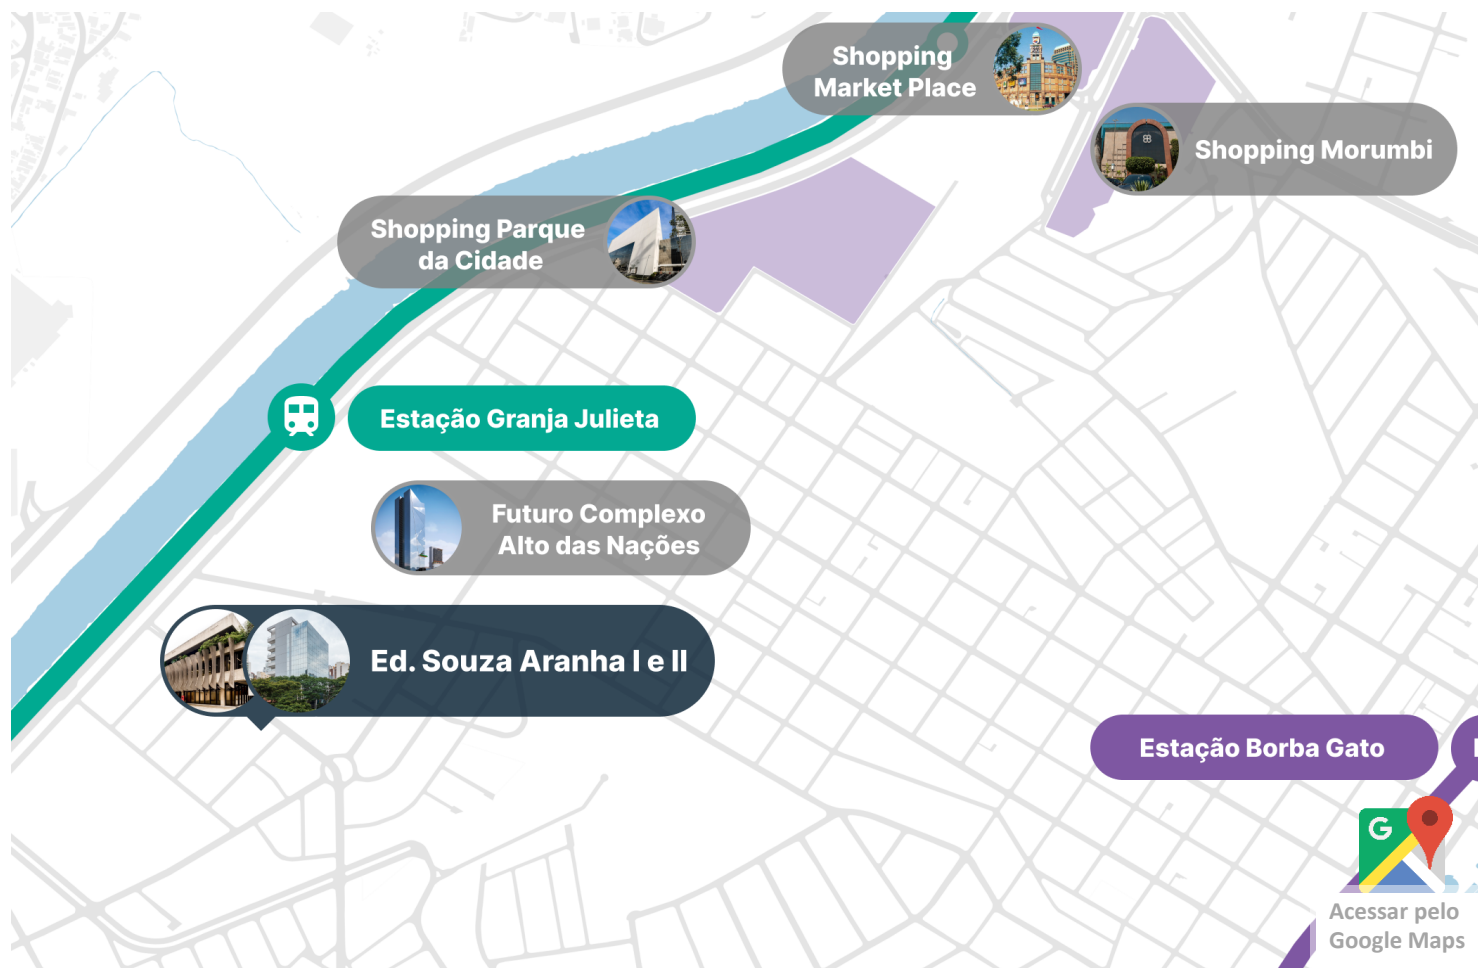 Shopping
Market Place
Shopping Morumbi
Shopping Parque
da Cidade
Estação Granja Julieta
Futuro Complexo
Alto das Nações
Ed. Souza Aranha I e II
Estação Borba Gato
G
Acessar pelo
Google Maps